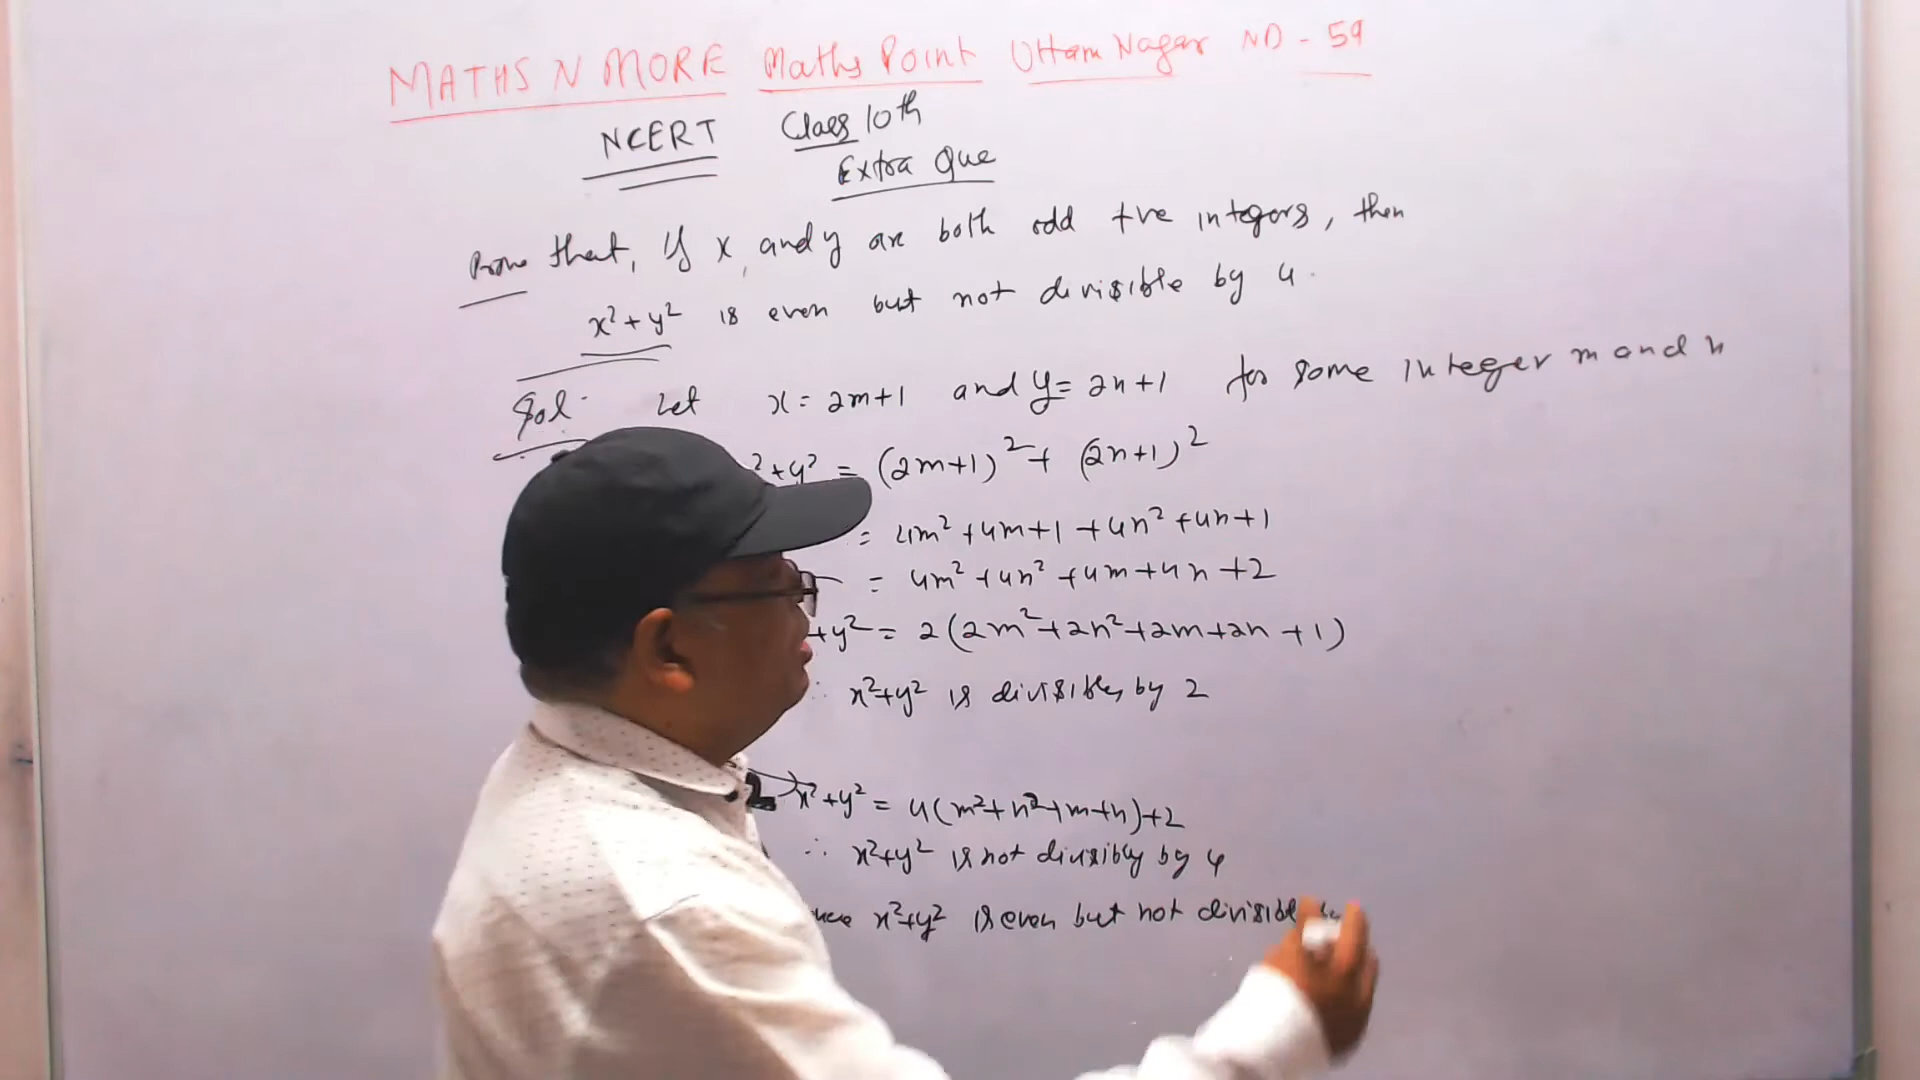 MATHS N MORE Maths Point Uttam Nagar ND - 59
NCERT Class 10th
Extra Que
Prove that, if x and y are both odd +ve integers, then
x²+y² is even but not divisible by 4.
Sol. Let x = 2m+1 and y = 2n+1 for some integer m and n
²+y² = (2m+1)² + (2n+1)²
= 4m²+4m+1+4n²+4n+1
= 4m²+4n²+4m+4n+2
+y² = 2(2m²+2n²+2m+2n+1)
∴ x²+y² is divisible by 2
x²+y² = 4(m²+n²+m+n)+2
∴ x²+y² is not divisibly by 4
x²+y² is even but not divisible